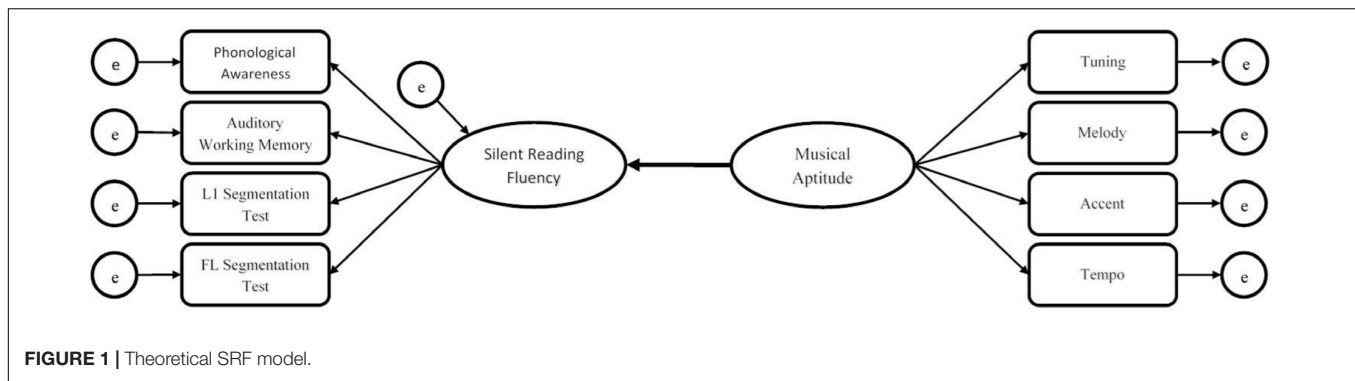 e
Phonological
Awareness
e
Auditory
Working Memory
e
L1 Segmentation
Test
e
FL Segmentation
Test
e
Silent Reading
Fluency
Musical
Aptitude
Tuning
e
Melody
e
Accent
e
Tempo
e
FIGURE 1 | Theoretical SRF model.